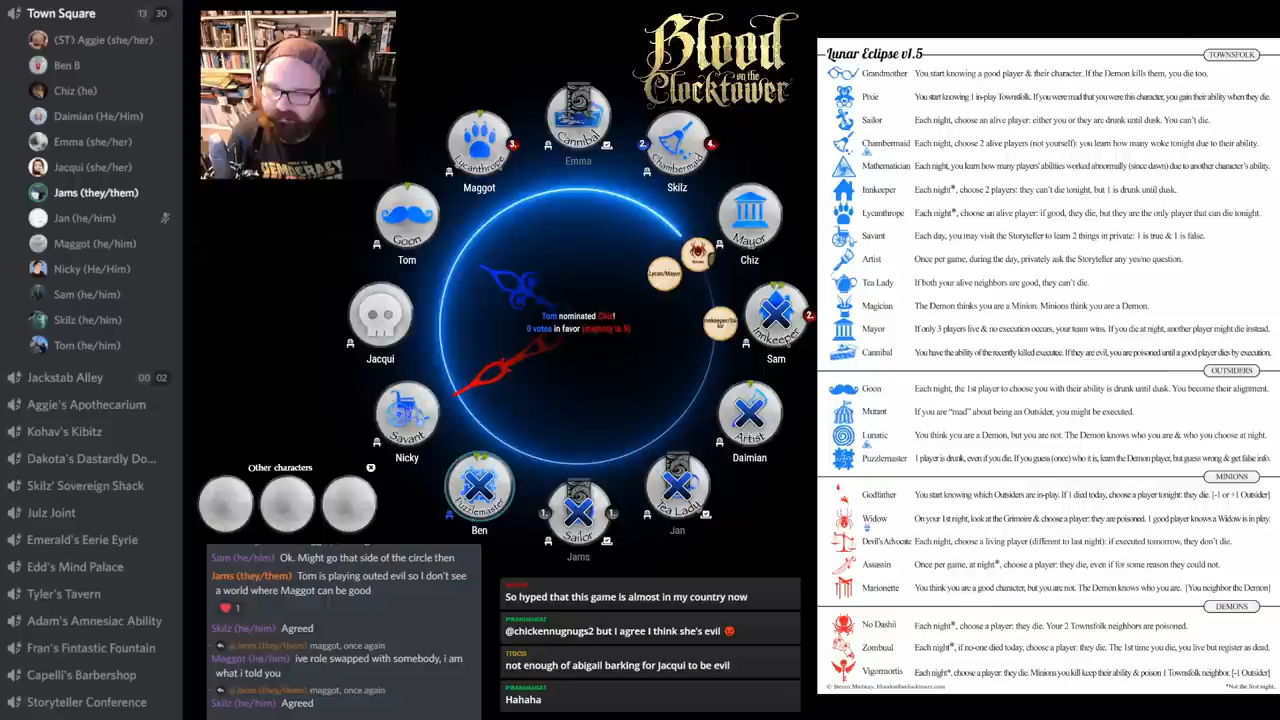 Town Square 13 30
(ST) Aggie (she/her)
Ben B
Chiz (he)
Daimian (He/Him)
Emma (she/her)
Jacqui (she/her)
Jams (they/them)
Jan (he/him)
Maggot (he/him)
Nicky (He/Him)
Sam (he/him)
Skilz (he/him)
Tom (he/him)
Jackelob Alley 00 02
Aggie's Apothecarium
Kohav's Kibitz
Dakota's Dastardly Do...
Skilz' Sovereign Shack
Julz Joint
Emerald's Eerie Eyrie
Edd's Mind Palace
Tyler's Tavern
Adam's Amnesiac Ability
Fran's Fintastic Fountain
Capelli's Barbershop
Storyteller Conference
Blood
on the
Clocktower
Cannibal
Emma
Lycanthrope
3
Maggot
2
Chambermaid
4
Skilz
Goon
Tom
Mayor
Chiz
Lycan/Mayor
Jacqui
Tom nominated Chiz!
0 votes in favor (majority is 5)
Innkeeper
2
Sam
Savant
Nicky
Artist
Daimian
Puzzlemaster
Ben
1
Sailor
1
Jams
Tea Lady
Jan
Other characters
Sam (he/him) Ok. Might go that side of the circle then
Jams (they/them) Tom is playing outed evil so I don't see
a world where Maggot can be good
1
Skilz (he/him) Agreed
@Jams (they/them) maggot, once again
Maggot (he/him) ive role swapped with somebody, i am
what i told you
@Jams (they/them) maggot, once again
Skilz (he/him) Agreed
So hyped that this game is almost in my country now
@chickennugnugs2 but I agree I think she's evil
not enough of abigail barking for Jacqui to be evil
Hahaha
Lunar Eclipse v1.5
TOWNSFOLK
Grandmother You start knowing a good player & their character. If the Demon kills them, you die too.
Pixie You start knowing 1 in-play Townsfolk. If you were mad that you were this character, you gain their ability when they die.
Sailor Each night, choose an alive player: either you or they are drunk until dusk. You can't die.
Chambermaid Each night, choose 2 alive players (not yourself): you learn how many woke tonight due to their ability.
Mathematician Each night, you learn how many players' abilities worked abnormally (since dawn) due to another character's ability.
Innkeeper Each night*, choose 2 players: they can't die tonight, but 1 is drunk until dusk.
Lycanthrope Each night*, choose an alive player: if good, they die, but they are the only player that can die tonight.
Savant Each day, you may visit the Storyteller to learn 2 things in private: 1 is true & 1 is false.
Artist Once per game, during the day, privately ask the Storyteller any yes/no question.
Tea Lady If both your alive neighbors are good, they can't die.
Magician The Demon thinks you are a Minion. Minions think you are a Demon.
Mayor If only 3 players live & no execution occurs, your team wins. If you die at night, another player might die instead.
Cannibal You have the ability of the recently killed executee. If they are evil, you are poisoned until a good player dies by execution.
OUTSIDERS
Goon Each night, the 1st player to choose you with their ability is drunk until dusk. You become their alignment.
Mutant If you are "mad" about being an Outsider, you might be executed.
Lunatic You think you are a Demon, but you are not. The Demon knows who you are & who you choose at night.
Puzzlemaster 1 player is drunk, even if you die. If you guess (once) who it is, learn the Demon player, but guess wrong & get false info.
MINIONS
Godfather You start knowing which Outsiders are in-play. If 1 died today, choose a player tonight: they die. [-1 or +1 Outsider]
Widow On your 1st night, look at the Grimoire & choose a player: they are poisoned. 1 good player knows a Widow is in play.
Devil's Advocate Each night, choose a living player (different to last night): if executed tomorrow, they don't die.
Assassin Once per game, at night*, choose a player: they die, even if for some reason they could not.
Marionette You think you are a good character, but you are not. The Demon knows who you are. [You neighbor the Demon]
DEMONS
No Dashii Each night*, choose a player: they die. Your 2 Townsfolk neighbors are poisoned.
Zombuul Each night*, if no-one died today, choose a player: they die. The 1st time you die, you live but register as dead.
Vigormortis Each night*, choose a player: they die. Minions you kill keep their ability & poison 1 Townsfolk neighbor. [-1 Outsider]
© Steven Medway, bloodontheclocktower.com
*Not the first night.